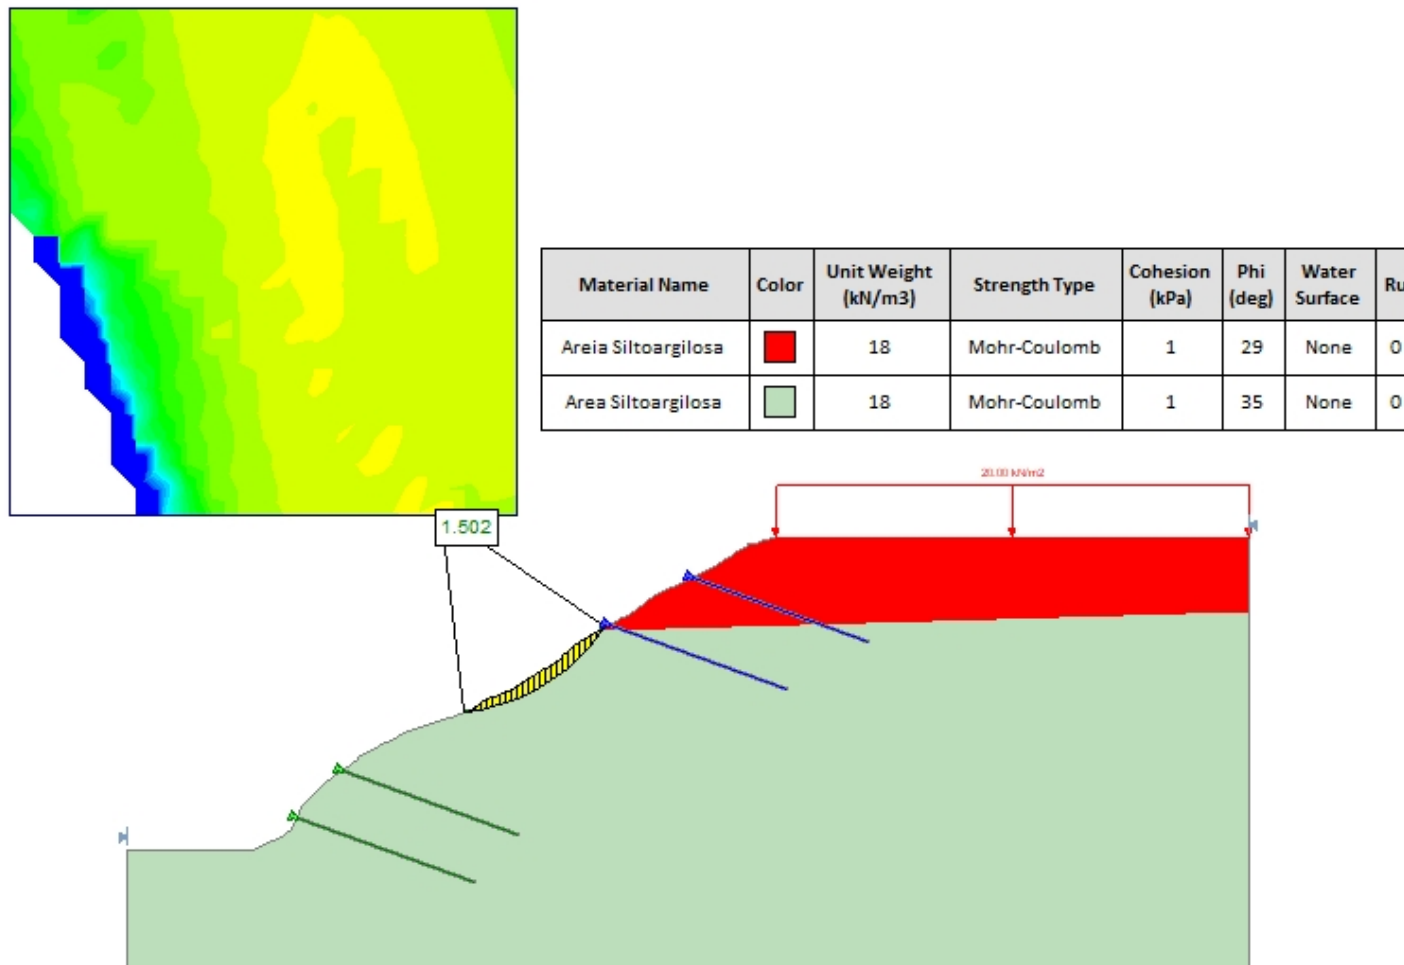 Material Name Color Unit Weight (kN/m3) Strength Type Cohesion (kPa) Phi (deg) Water Surface Ru
Areia Siltoargilosa 18 Mohr-Coulomb 1 29 None 0
Area Siltoargilosa 18 Mohr-Coulomb 1 35 None 0
20.00 kN/m2
1.502